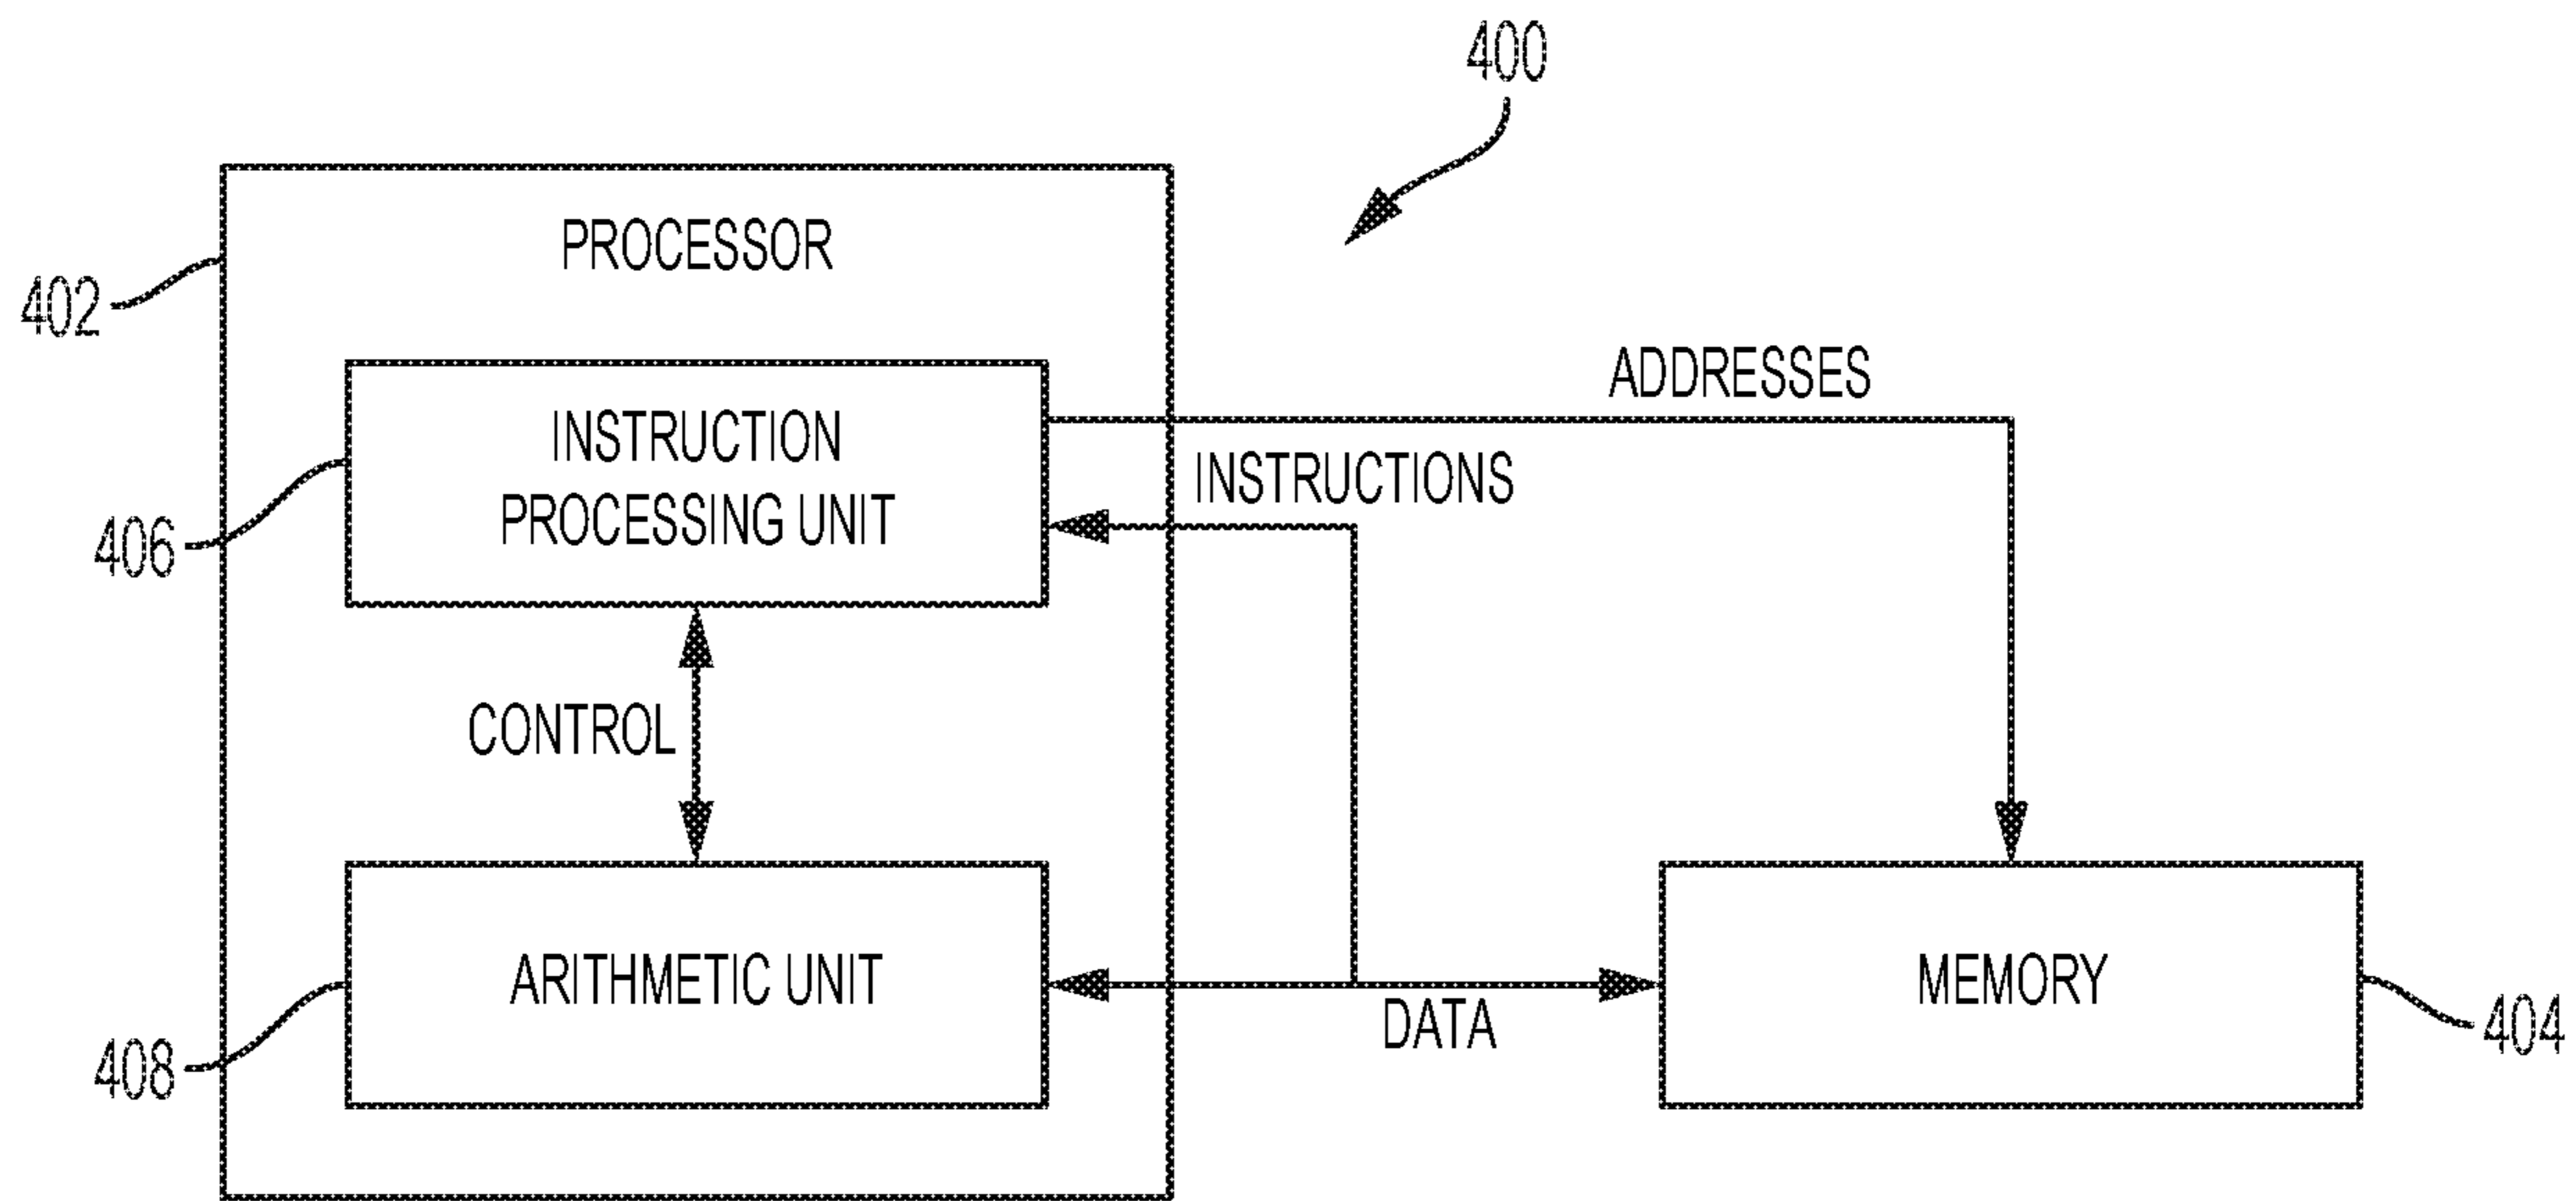 400
PROCESSOR
402
ADDRESSES
INSTRUCTION
PROCESSING UNIT
INSTRUCTIONS
406
CONTROL
ARITHMETIC UNIT
MEMORY
DATA
404
408